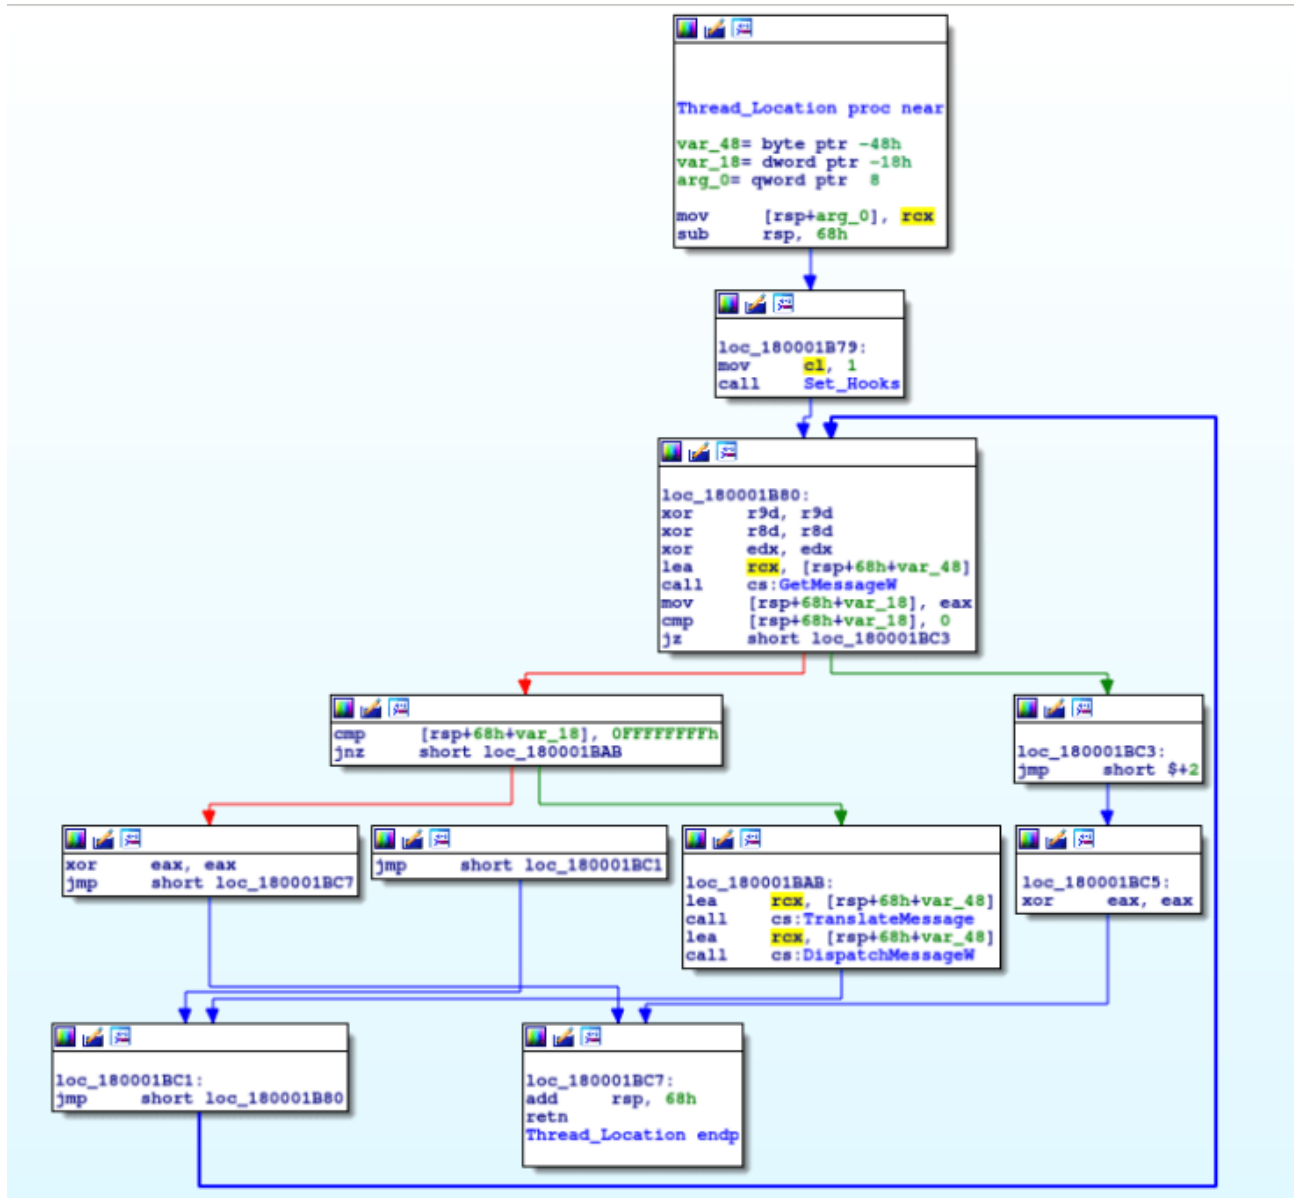 Thread_Location proc near
var_48= byte ptr -48h
var_18= dword ptr -18h
arg_0= qword ptr  8
mov     [rsp+arg_0], rcx
sub     rsp, 68h
loc_180001B79:
mov     cl, 1
call    Set_Hooks
loc_180001B80:
xor     r9d, r9d
xor     r8d, r8d
xor     edx, edx
lea     rcx, [rsp+68h+var_48]
call    cs:GetMessageW
mov     [rsp+68h+var_18], eax
cmp     [rsp+68h+var_18], 0
jz      short loc_180001BC3
cmp     [rsp+68h+var_18], 0FFFFFFFFh
jnz     short loc_180001BAB
loc_180001BC3:
jmp     short $+2
xor     eax, eax
jmp     short loc_180001BC7
jmp     short loc_180001BC1
loc_180001BAB:
lea     rcx, [rsp+68h+var_48]
call    cs:TranslateMessage
lea     rcx, [rsp+68h+var_48]
call    cs:DispatchMessageW
loc_180001BC5:
xor     eax, eax
loc_180001BC1:
jmp     short loc_180001B80
loc_180001BC7:
add     rsp, 68h
retn
Thread_Location endp